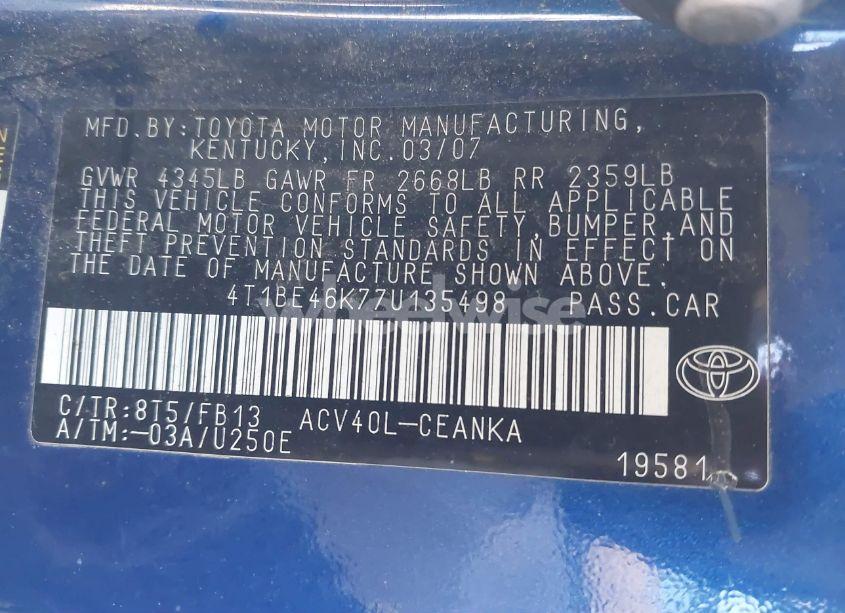 MFD.BY:TOYOTA MOTOR MANUFACTURING,
KENTUCKY,INC.03/07
GVWR 4345LB GAWR FR 2668LB RR 2359LB
THIS VEHICLE CONFORMS TO ALL APPLICABLE
FEDERAL MOTOR VEHICLE SAFETY,BUMPER,AND
THEFT PREVENTION STANDARDS IN EFFECT ON
THE DATE OF MANUFACTURE SHOWN ABOVE.
4T1BE46K77U135498 PASS.CAR
wheelwise
C/TR:8T5/FB13 ACV40L-CEANKA
A/TM:-03A/U250E
19581